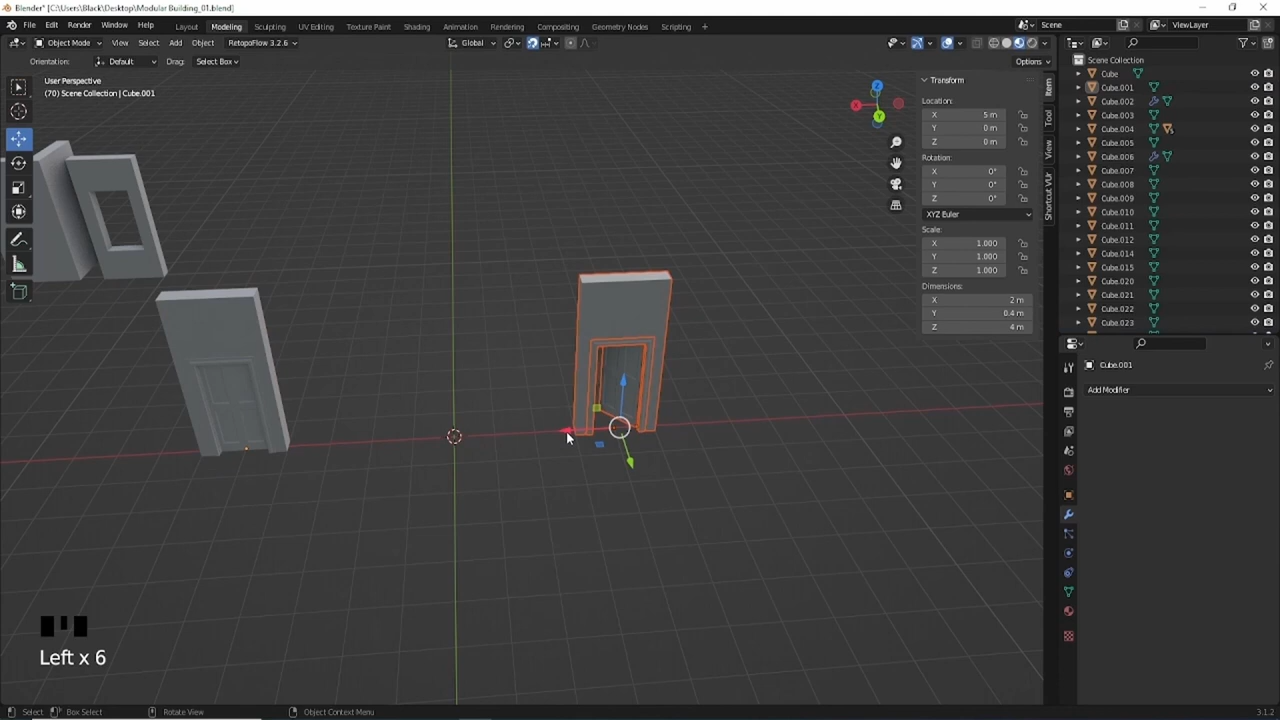 Blender* [C:\Users\Black\Desktop\Modular Building_01.blend]
File Edit Render Window Help Layout Modeling Sculpting UV Editing Texture Paint Shading Animation Rendering Compositing Geometry Nodes Scripting + Scene ViewLayer
Object Mode View Select Add Object RetopoFlow 3.2.6 Global Options
Orientation: Default Drag: Select Box
User Perspective
(70) Scene Collection | Cube.001
Transform
Location:
X 5 m
Y 0 m
Z 0 m
Rotation:
X 0°
Y 0°
Z 0°
XYZ Euler
Scale:
X 1.000
Y 1.000
Z 1.000
Dimensions:
X 2 m
Y 0.4 m
Z 4 m
Item
Tool
View
Shortcut VUr
X
Y
Z
Scene Collection
Cube
Cube.001
Cube.002
Cube.003
Cube.004
Cube.005
Cube.006
Cube.007
Cube.008
Cube.009
Cube.010
Cube.011
Cube.012
Cube.014
Cube.015
Cube.020
Cube.021
Cube.022
Cube.023
Cube.001
Add Modifier
Left x 6
Select Box Select Rotate View Object Context Menu 3.1.2